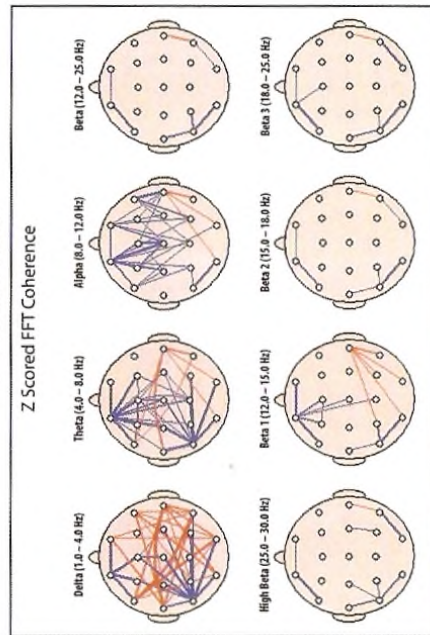 Z Scored FFT Coherence
Delta (1.0 – 4.0 Hz) Theta (4.0 – 8.0 Hz) Alpha (8.0 – 12.0 Hz) Beta (12.0 – 25.0 Hz)
High Beta (25.0 – 30.0 Hz) Beta 1 (12.0 – 15.0 Hz) Beta 2 (15.0 – 18.0 Hz) Beta 3 (18.0 – 25.0 Hz)